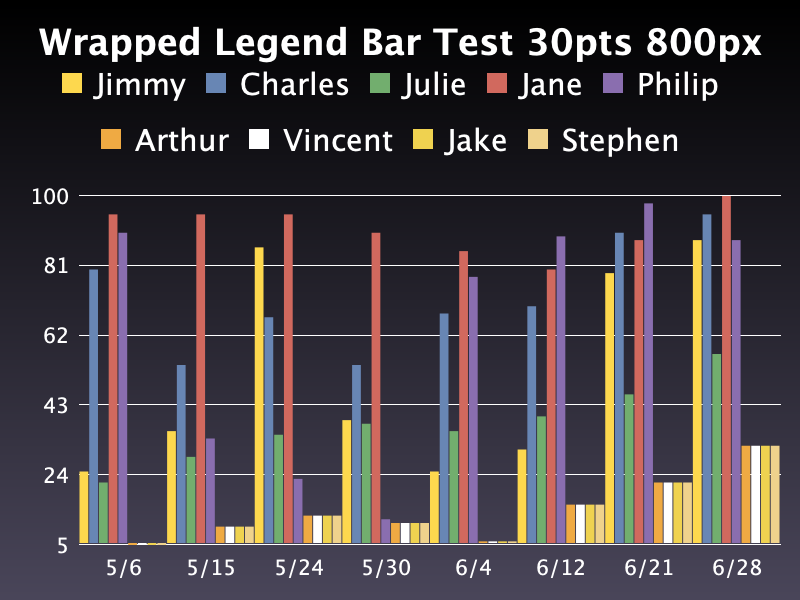 Wrapped Legend Bar Test 30pts 800px
Jimmy Charles Julie Jane Philip
Arthur Vincent Jake Stephen
100
81
62
43
24
5
5/6 5/15 5/24 5/30 6/4 6/12 6/21 6/28